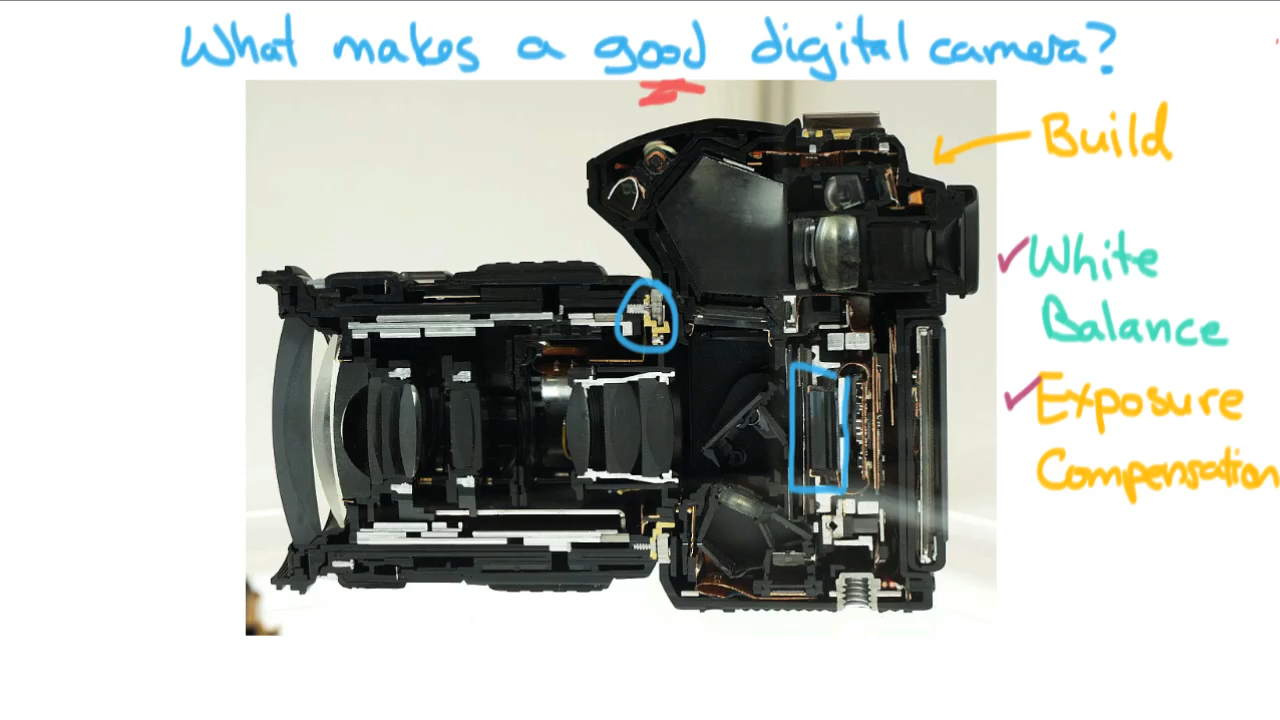 What makes a good digital camera?
Build
White
Balance
Exposure
Compensation